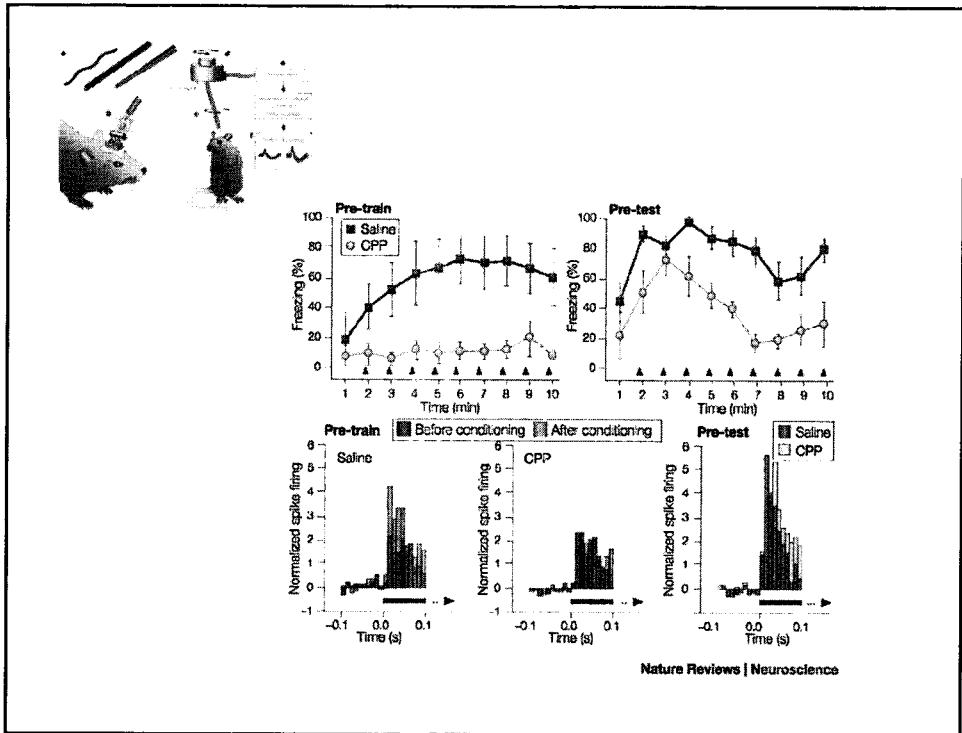 Pre-train
Saline
CPP
Freezing (%)
100
80
60
40
20
0
1 2 3 4 5 6 7 8 9 10
Time (min)
Pre-test
Freezing (%)
100
80
60
40
20
0
1 2 3 4 5 6 7 8 9 10
Time (min)
Pre-train
Before conditioning After conditioning
Saline
Normalized spike firing
6
5
4
3
2
1
0
−1
−0.1 0.0 0.1
Time (s)
CPP
Normalized spike firing
6
5
4
3
2
1
0
−1
−0.1 0.0 0.1
Time (s)
Pre-test
Saline
CPP
Normalized spike firing
6
5
4
3
2
1
0
−1
−0.1 0.0 0.1
Time (s)
Nature Reviews | Neuroscience